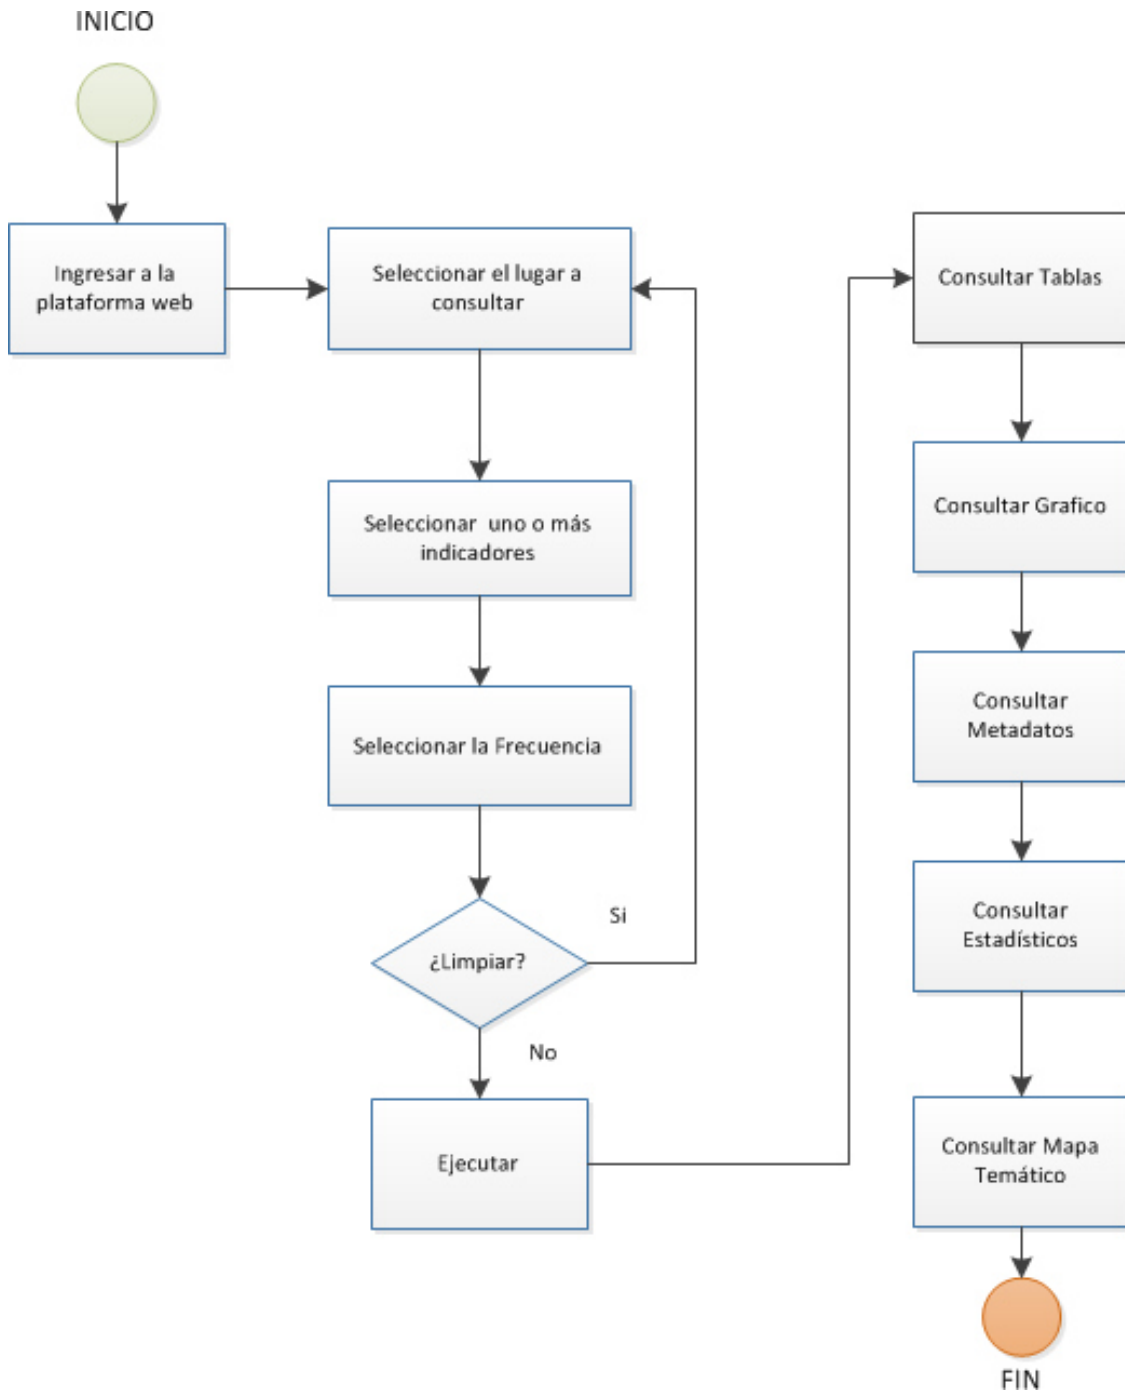 INICIO
Ingresar a la
plataforma web
Seleccionar el lugar a
consultar
Seleccionar uno o más
indicadores
Seleccionar la Frecuencia
¿Limpiar?
Si
No
Ejecutar
Consultar Tablas
Consultar Grafico
Consultar
Metadatos
Consultar
Estadísticos
Consultar Mapa
Temático
FIN